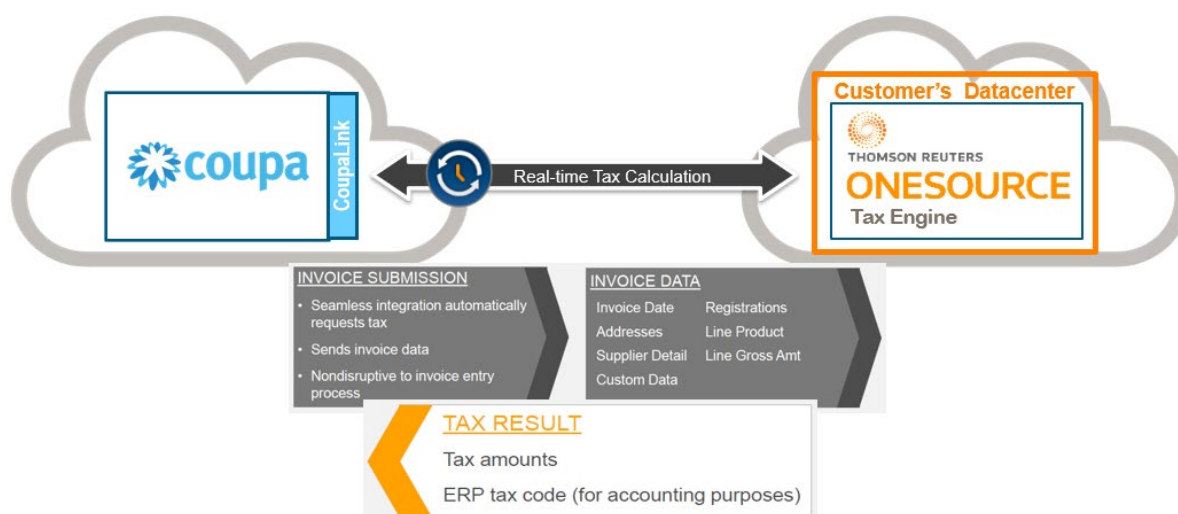 coupa
CoupaLink
Real-time Tax Calculation
Customer's Datacenter
THOMSON REUTERS
ONESOURCE
Tax Engine
INVOICE SUBMISSION
• Seamless integration automatically
requests tax
• Sends invoice data
• Nondisruptive to invoice entry
process
INVOICE DATA
Invoice Date Registrations
Addresses Line Product
Supplier Detail Line Gross Amt
Custom Data
TAX RESULT
Tax amounts
ERP tax code (for accounting purposes)